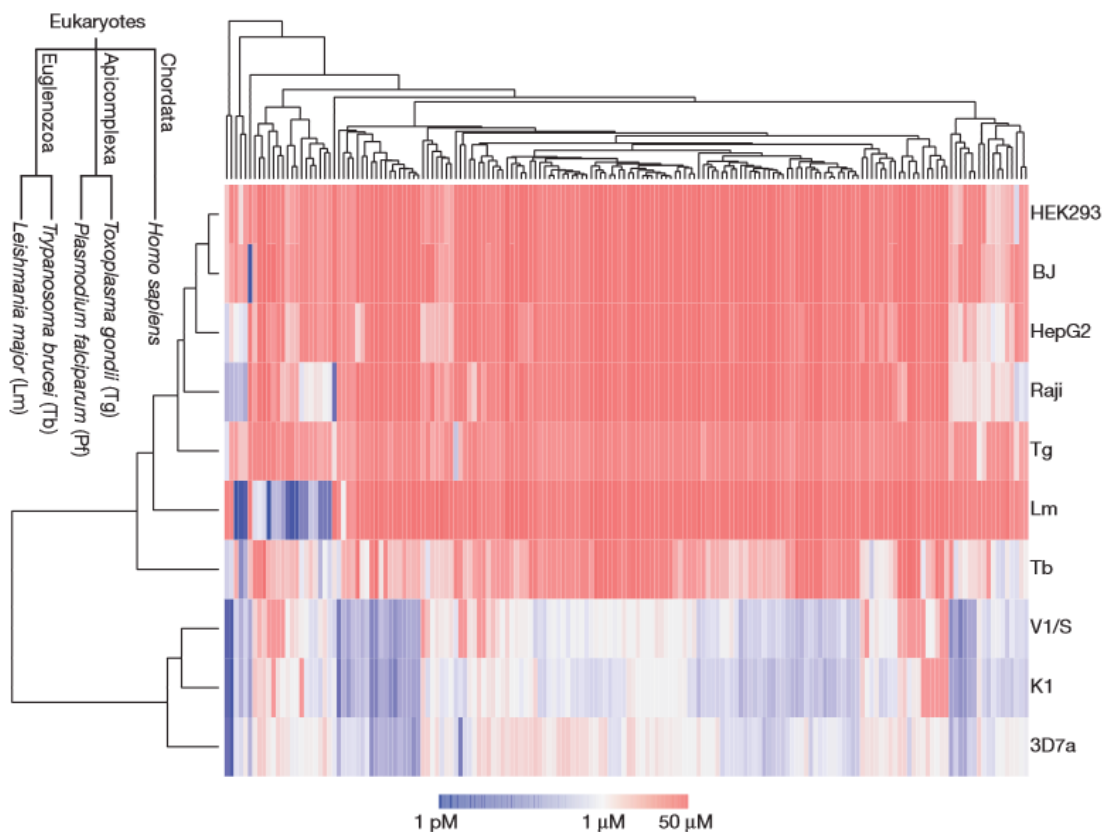 Eukaryotes
Euglenozoa
Apicomplexa
Chordata
Leishmania major (Lm)
Trypanosoma brucei (Tb)
Plasmodium falciparum (Pf)
Toxoplasma gondii (Tg)
Homo sapiens
HEK293
BJ
HepG2
Raji
Tg
Lm
Tb
V1/S
K1
3D7a
1 pM
1 μM
50 μM